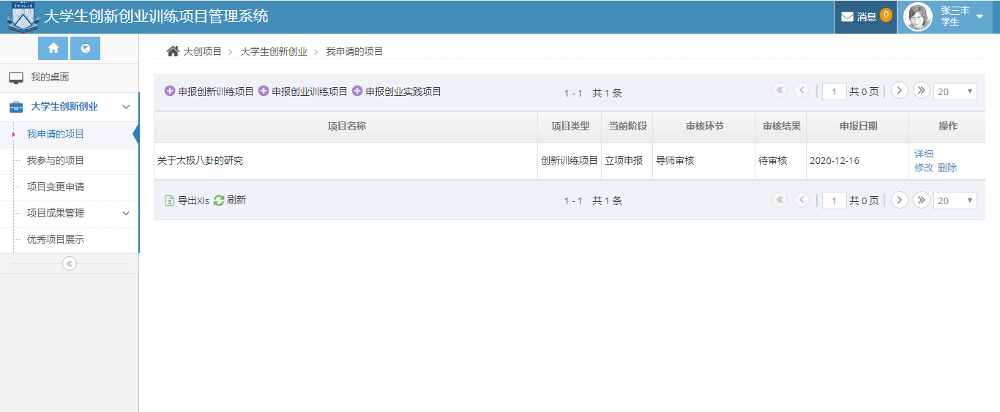 大学生创新创业训练项目管理系统
消息 0
张三丰
学生
大创项目 大学生创新创业 我申请的项目
我的桌面
大学生创新创业
我申请的项目
我参与的项目
项目变更申请
项目成果管理
优秀项目展示
申报创新训练项目 申报创业训练项目 申报创业实践项目 1 - 1 共 1 条 1 共 0 页 20
项目名称 项目类型 当前阶段 审核环节 审核结果 申报日期 操作
关于太极八卦的研究 创新训练项目 立项申报 导师审核 待审核 2020-12-16 详细
修改 删除
导出Xls 刷新 1 - 1 共 1 条 1 共 0 页 20